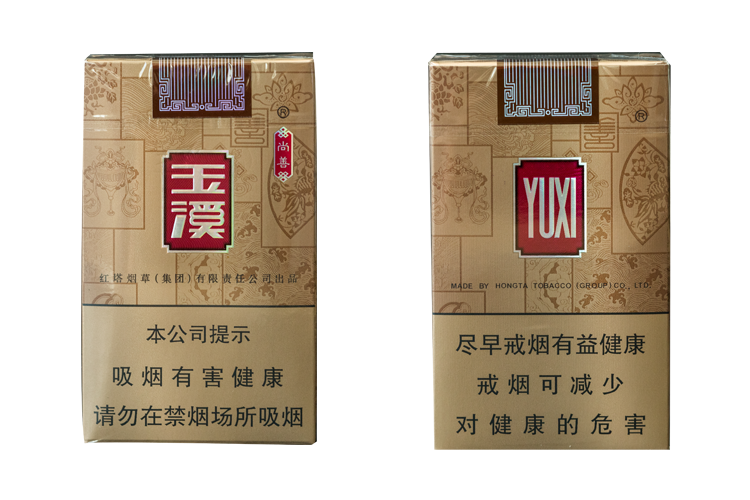 ®
尚善
玉溪
红塔烟草(集团)有限责任公司出品
本公司提示
吸烟有害健康
请勿在禁烟场所吸烟
®
YUXI
MADE BY HONGTA TOBACCO (GROUP) CO., LTD.
尽早戒烟有益健康
戒烟可减少
对健康的危害